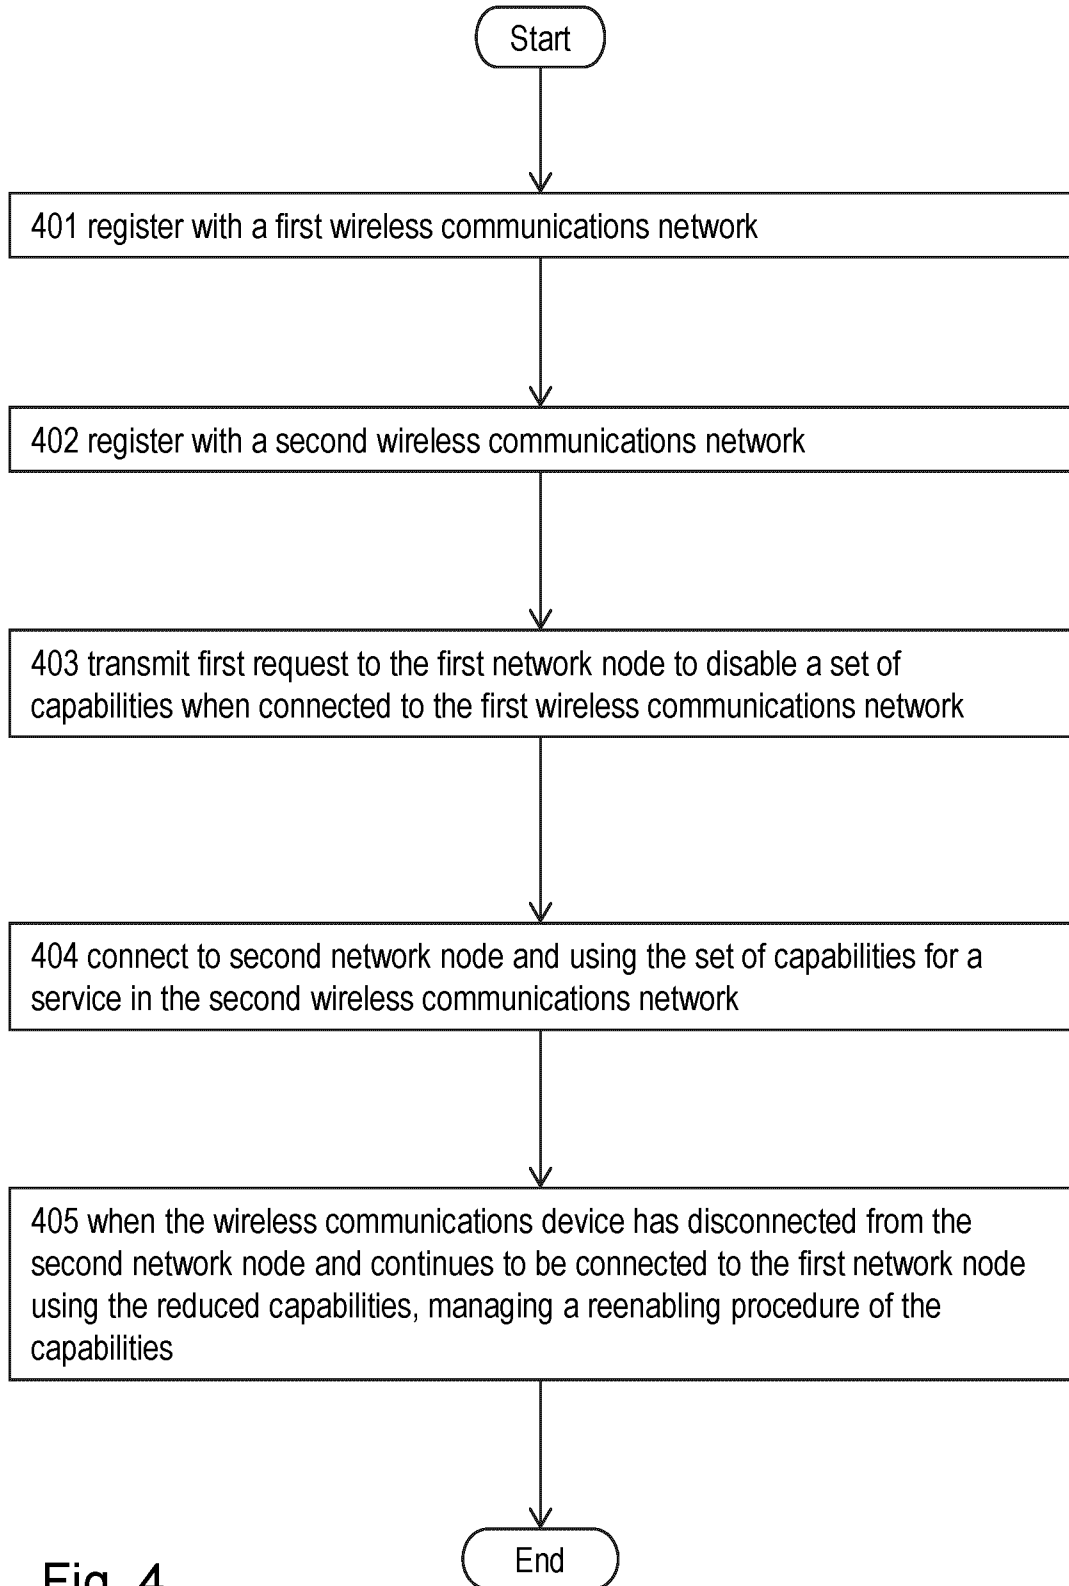 Start
401 register with a first wireless communications network
402 register with a second wireless communications network
403 transmit first request to the first network node to disable a set of
capabilities when connected to the first wireless communications network
404 connect to second network node and using the set of capabilities for a
service in the second wireless communications network
405 when the wireless communications device has disconnected from the
second network node and continues to be connected to the first network node
using the reduced capabilities, managing a reenabling procedure of the
capabilities
End
Fig. 4